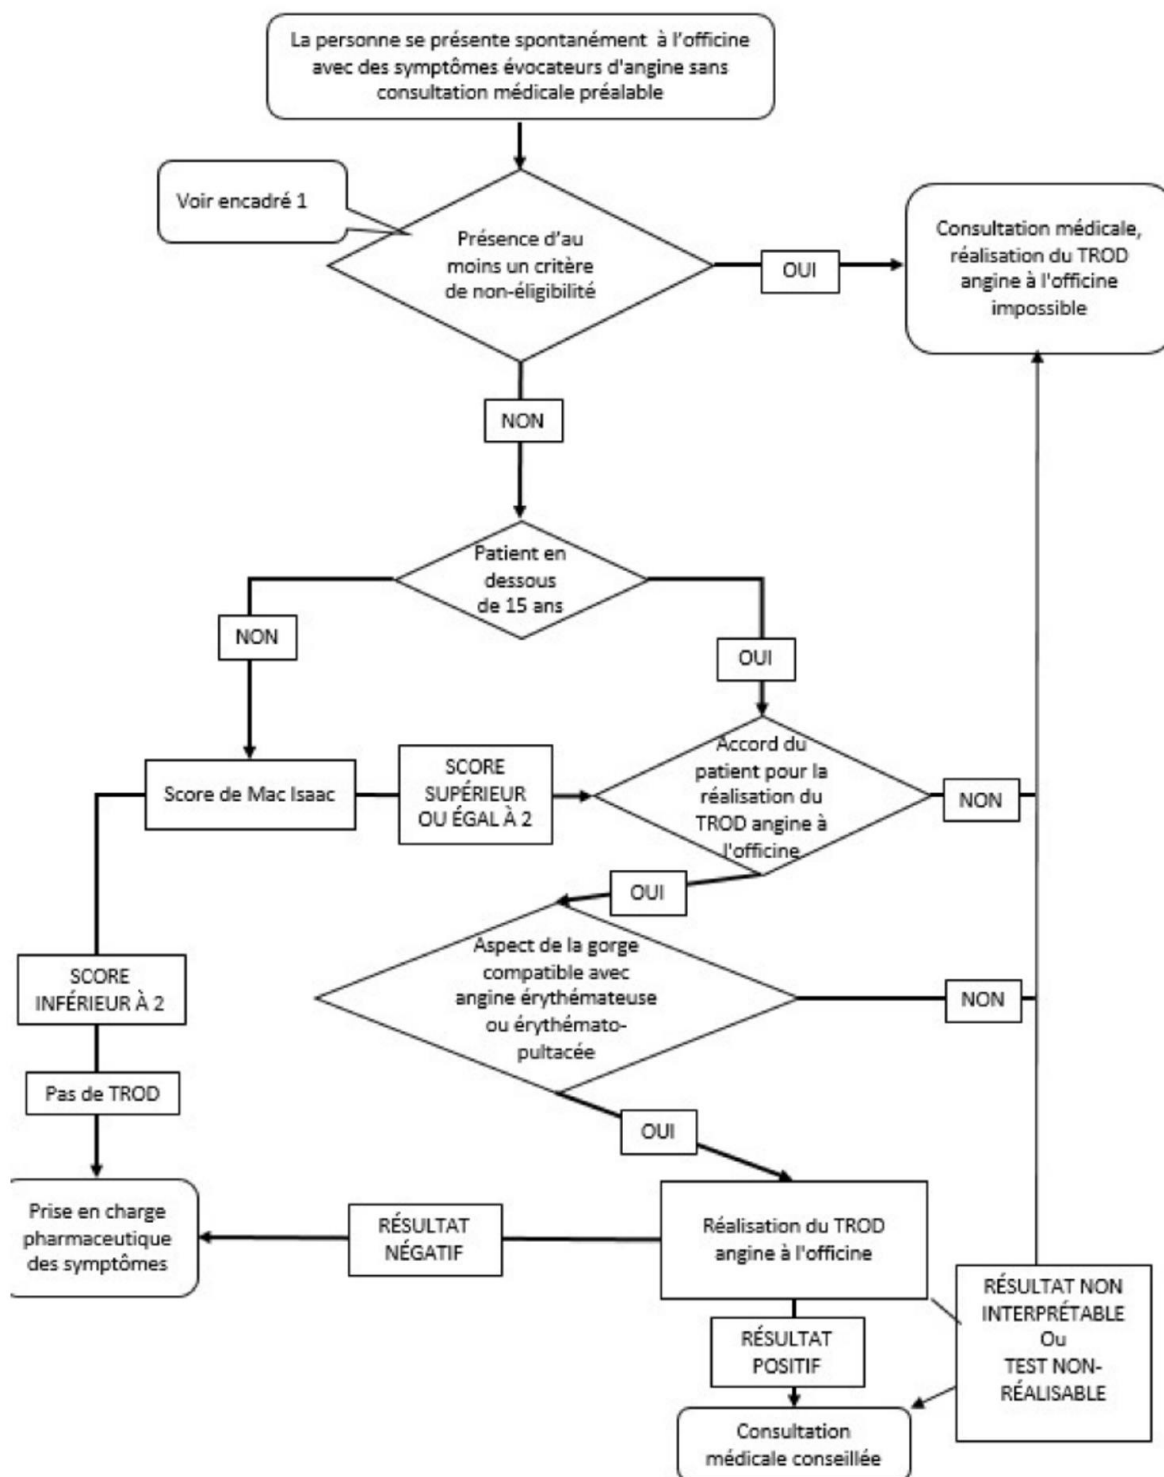 La personne se présente spontanément à l'officine
avec des symptômes évocateurs d'angine sans
consultation médicale préalable
Voir encadré 1
Présence d'au
moins un critère
de non-éligibilité
OUI
Consultation médicale,
réalisation du TROD
angine à l'officine
impossible
NON
Patient en
dessous
de 15 ans
NON
OUI
Score de Mac Isaac
SCORE
SUPÉRIEUR
OU ÉGAL À 2
Accord du
patient pour la
réalisation du
TROD angine à
l'officine
NON
OUI
Aspect de la gorge
compatible avec
angine érythémateuse
ou érythémato-
pultacée
NON
SCORE
INFÉRIEUR À 2
Pas de TROD
OUI
Prise en charge
pharmaceutique
des symptômes
RÉSULTAT
NÉGATIF
Réalisation du TROD
angine à l'officine
RÉSULTAT NON
INTERPRÉTABLE
Ou
TEST NON-
RÉALISABLE
RÉSULTAT
POSITIF
Consultation
médicale conseillée